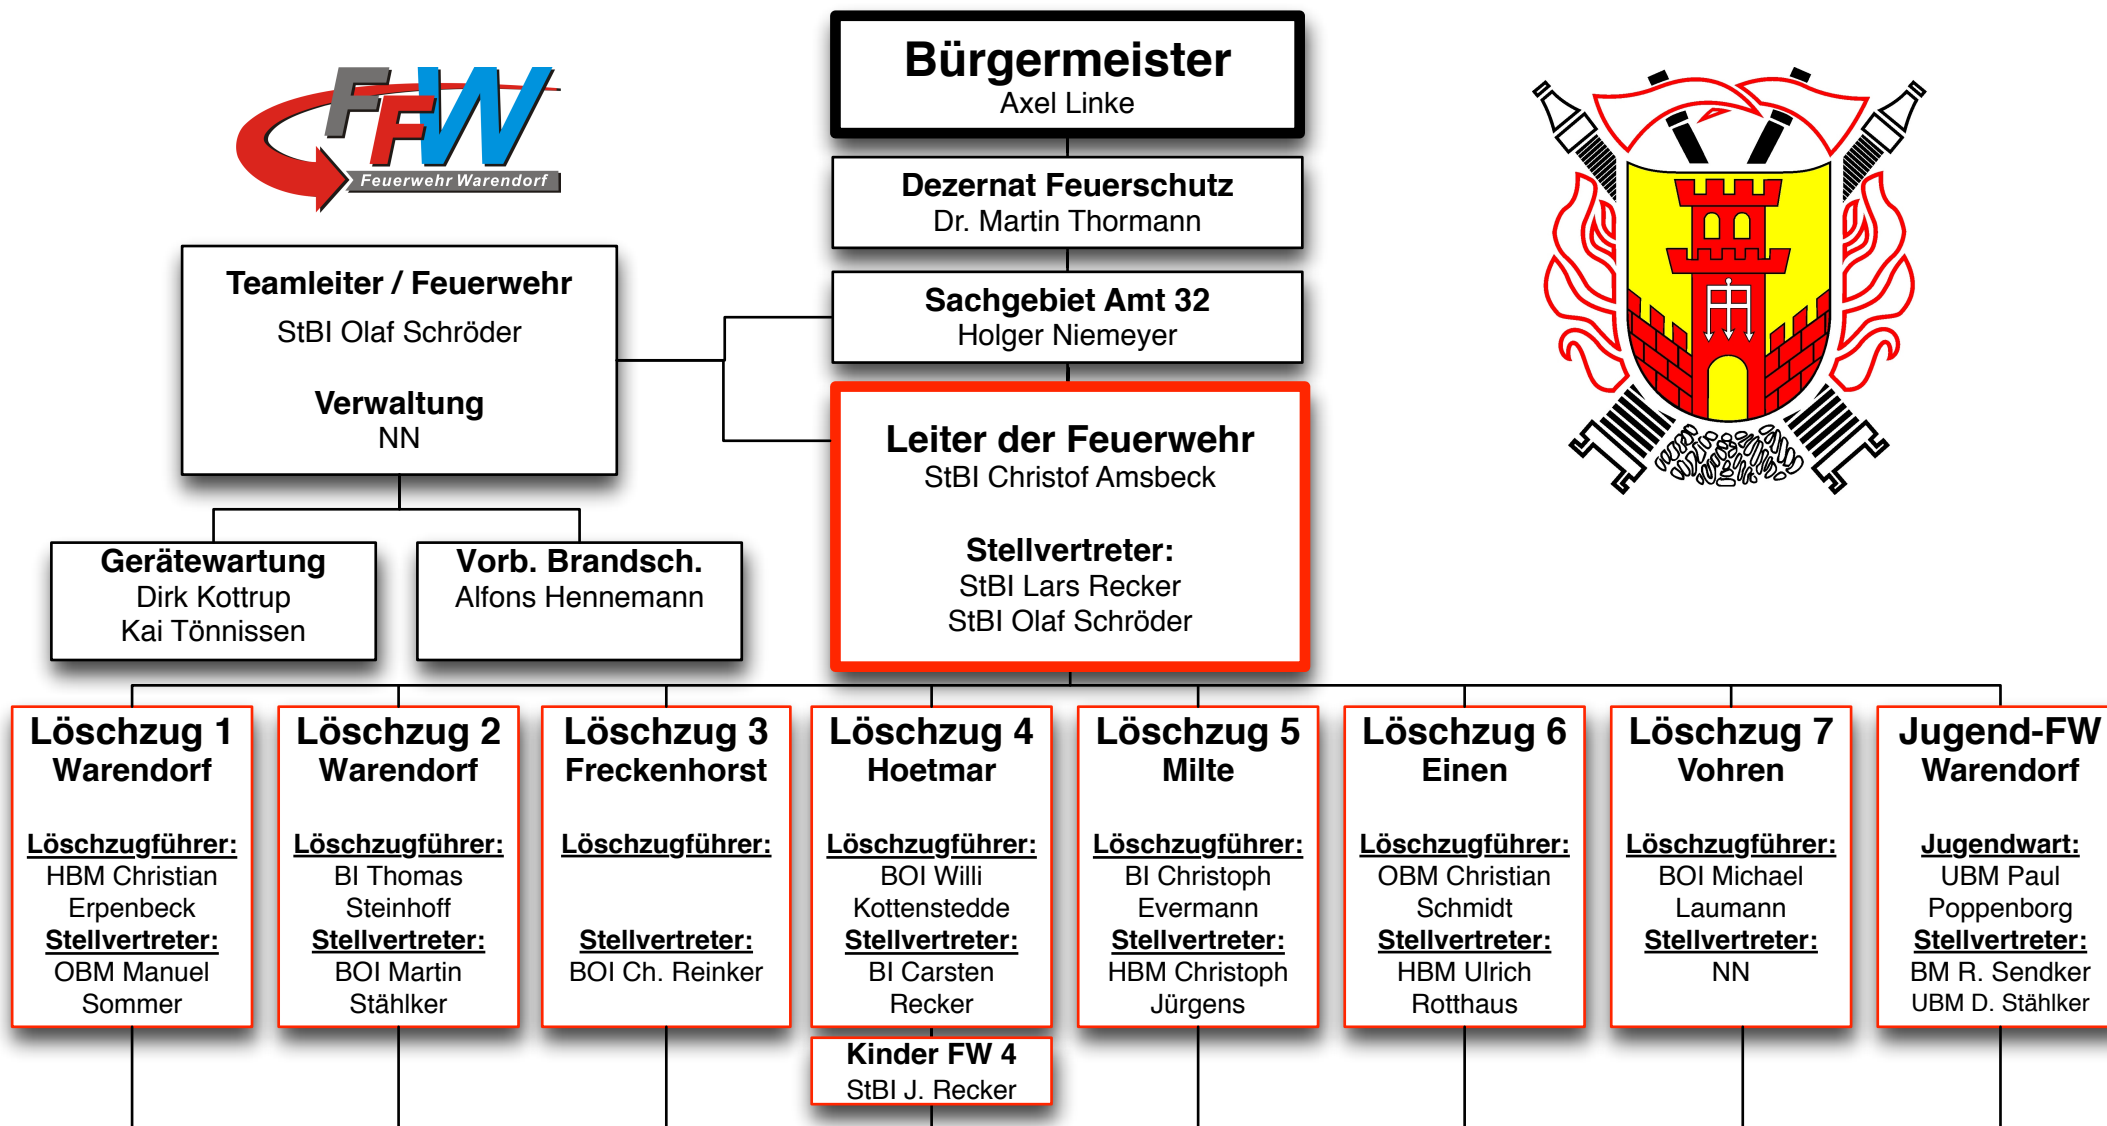 FFW
Feuerwehr Warendorf
Bürgermeister
Axel Linke
Dezernat Feuerschutz
Dr. Martin Thormann
Sachgebiet Amt 32
Holger Niemeyer
Teamleiter / Feuerwehr
StBI Olaf Schröder
Verwaltung
NN
Leiter der Feuerwehr
StBI Christof Amsbeck
Stellvertreter:
StBI Lars Recker
StBI Olaf Schröder
Gerätewartung
Dirk Kottrup
Kai Tönnissen
Vorb. Brandsch.
Alfons Hennemann
Löschzug 1
Warendorf
Löschzugführer:
HBM Christian
Erpenbeck
Stellvertreter:
OBM Manuel
Sommer
Löschzug 2
Warendorf
Löschzugführer:
BI Thomas
Steinhoff
Stellvertreter:
BOI Martin
Stählker
Löschzug 3
Freckenhorst
Löschzugführer:
Stellvertreter:
BOI Ch. Reinker
Löschzug 4
Hoetmar
Löschzugführer:
BOI Willi
Kottenstedde
Stellvertreter:
BI Carsten
Recker
Kinder FW 4
StBI J. Recker
Löschzug 5
Milte
Löschzugführer:
BI Christoph
Evermann
Stellvertreter:
HBM Christoph
Jürgens
Löschzug 6
Einen
Löschzugführer:
OBM Christian
Schmidt
Stellvertreter:
HBM Ulrich
Rotthaus
Löschzug 7
Vohren
Löschzugführer:
BOI Michael
Laumann
Stellvertreter:
NN
Jugend-FW
Warendorf
Jugendwart:
UBM Paul
Poppenborg
Stellvertreter:
BM R. Sendker
UBM D. Stählker